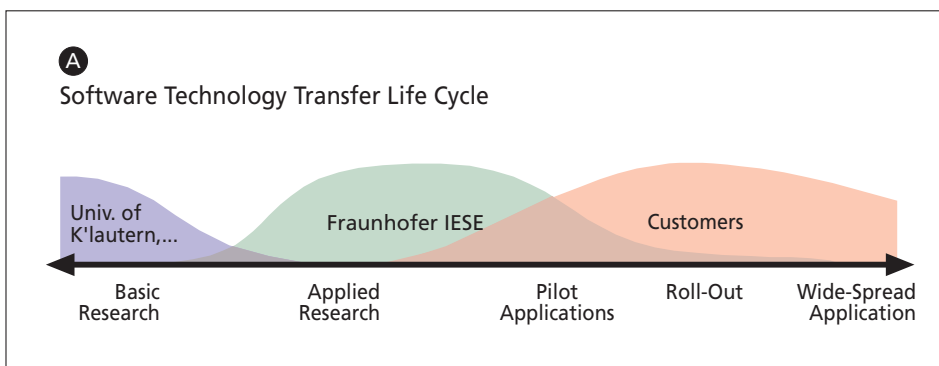 A
Software Technology Transfer Life Cycle
Univ. of
K'lautern,...
Fraunhofer IESE
Customers
Basic
Research
Applied
Research
Pilot
Applications
Roll-Out
Wide-Spread
Application